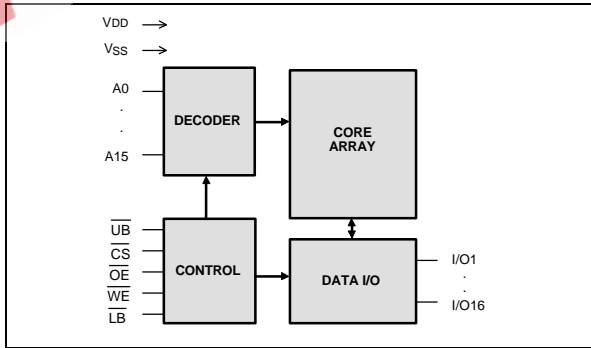 VDD
VSS
A0
.
.
A15
DECODER
CORE
ARRAY
UB
CS
OE
WE
LB
CONTROL
DATA I/O
I/O1
.
.
I/O16